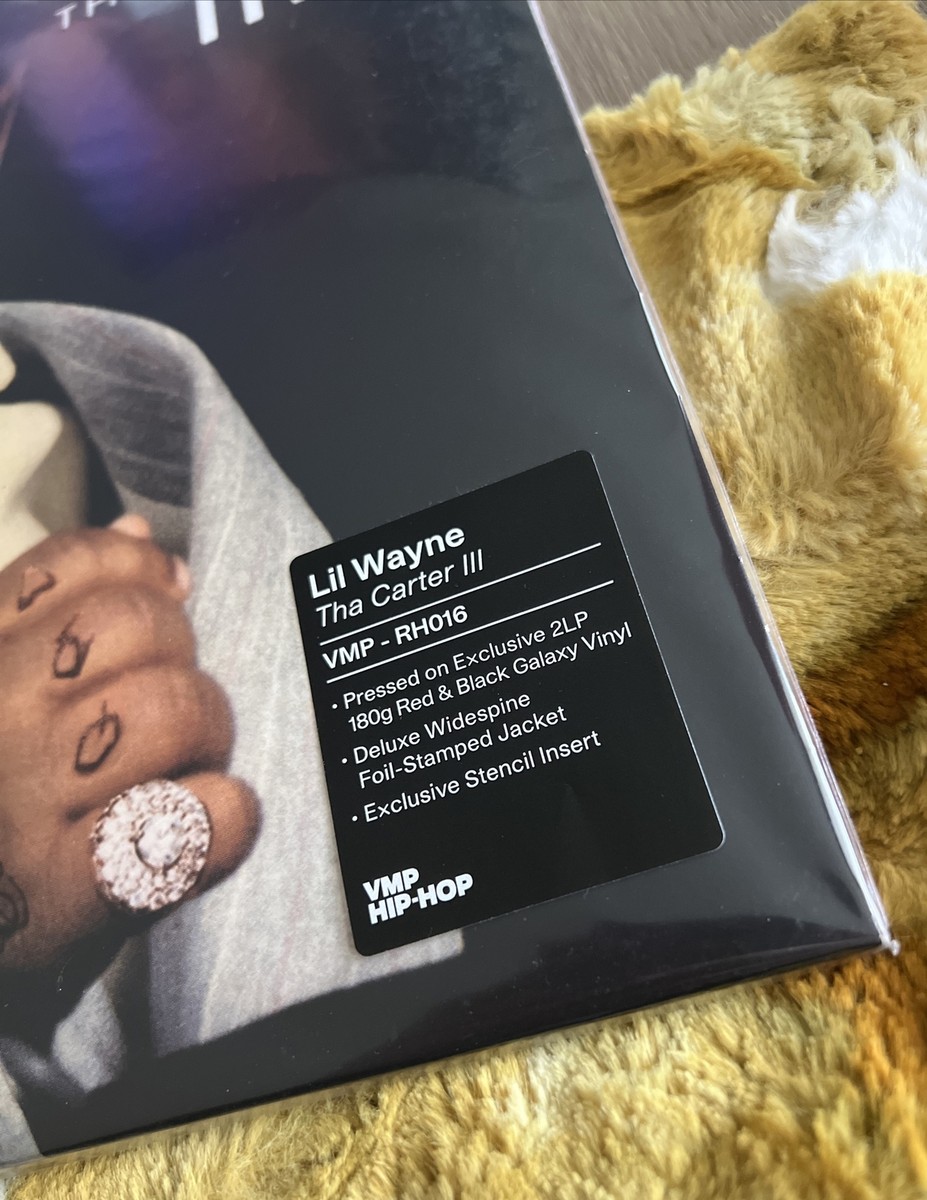 Lil Wayne
Tha Carter III
VMP - RH016
• Pressed on Exclusive 2LP
180g Red & Black Galaxy Vinyl
• Deluxe Widespine
Foil-Stamped Jacket
• Exclusive Stencil Insert
VMP
HIP-HOP